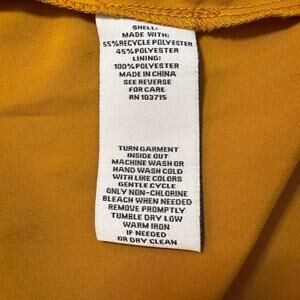 SHELL:
MADE WITH:
55%RECYCLE POLYESTER
45%POLYESTER
LINING:
100%POLYESTER
MADE IN CHINA
SEE REVERSE
FOR CARE
RN 103715
TURN GARMENT
INSIDE OUT
MACHINE WASH OR
HAND WASH COLD
WITH LIKE COLORS
GENTLE CYCLE
ONLY NON-CHLORINE
BLEACH WHEN NEEDED
REMOVE PROMPTLY
TUMBLE DRY LOW
WARM IRON
IF NEEDED
OR DRY CLEAN